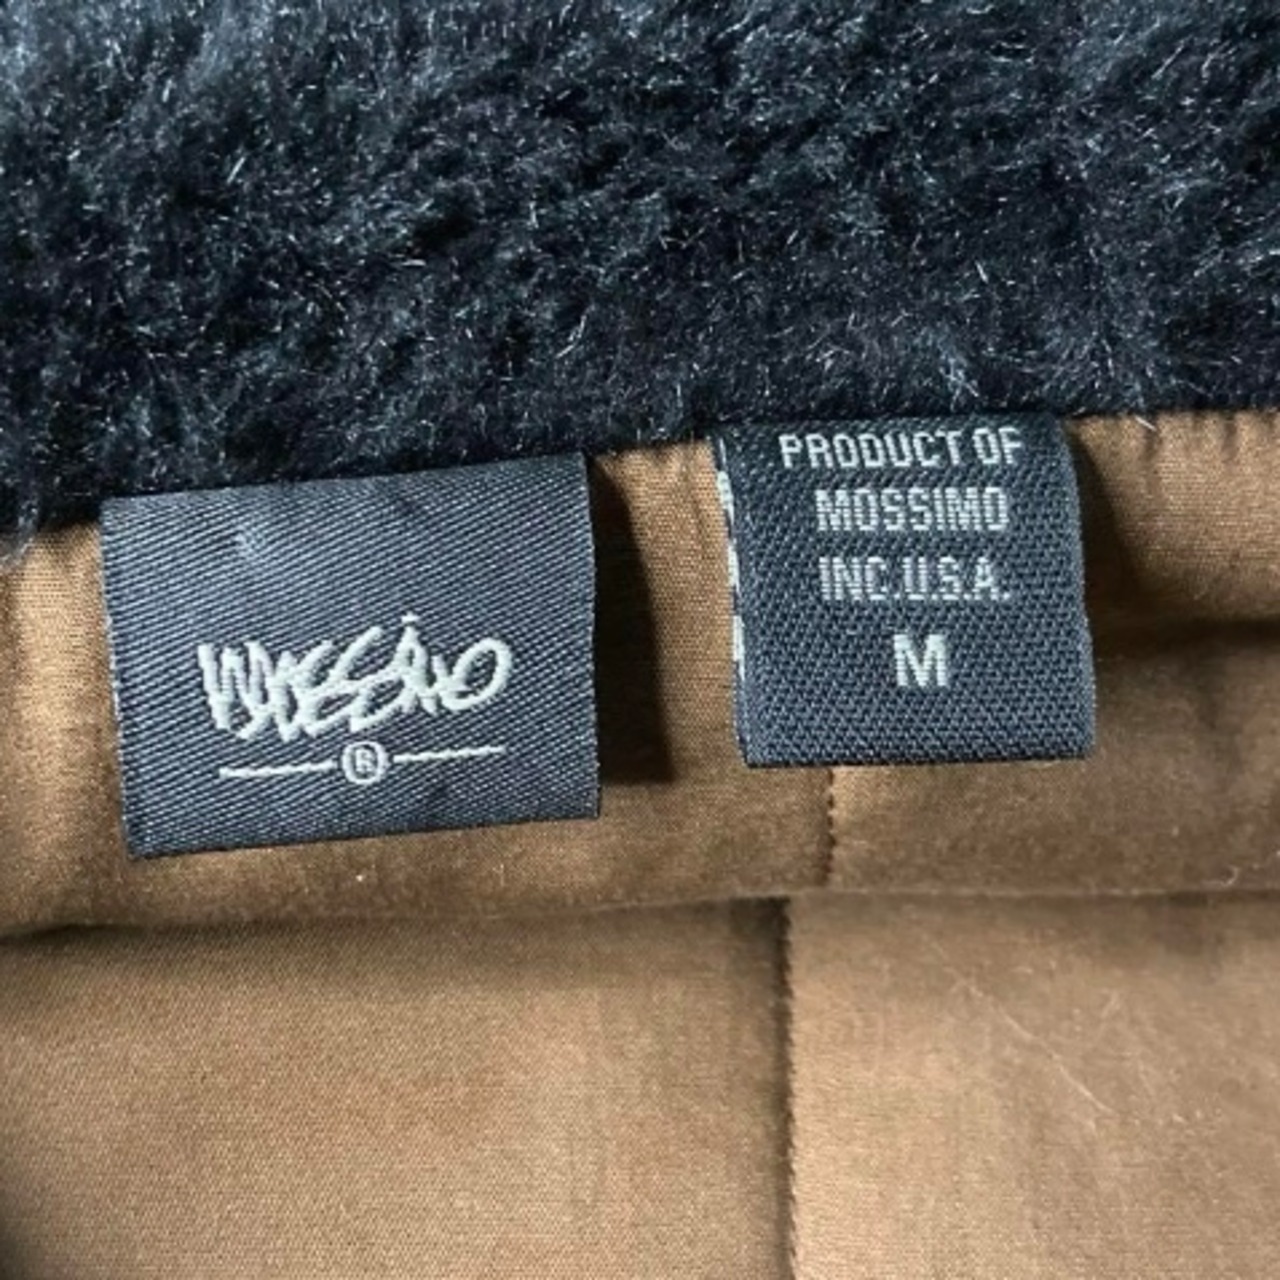 MOSSIMO
®
PRODUCT OF
MOSSIMO
INC.U.S.A.
M